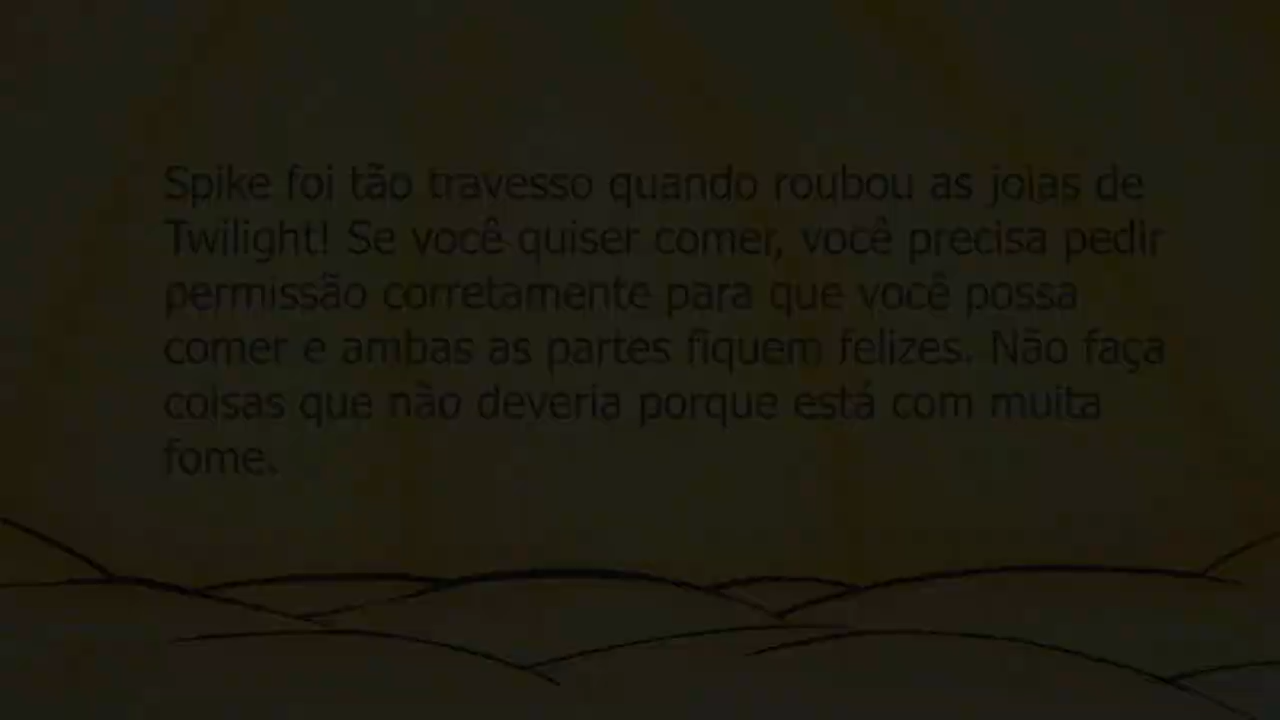 Spike foi tão travesso quando roubou as joias de
Twilight! Se você quiser comer, você precisa pedir
permissão corretamente para que você possa
comer e ambas as partes fiquem felizes. Não faça
coisas que não deveria porque está com muita
fome.